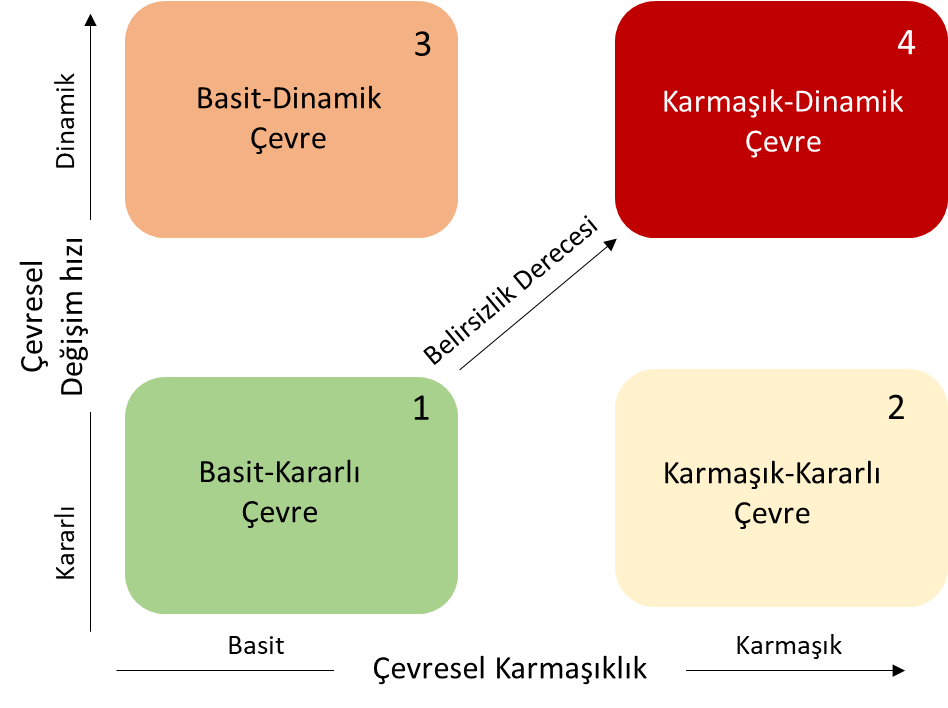 3
Basit-Dinamik
Çevre
4
Karmaşık-Dinamik
Çevre
Dinamik
Çevresel
Değişim hızı
Kararlı
Belirsizlik Derecesi
1
Basit-Kararlı
Çevre
2
Karmaşık-Kararlı
Çevre
Basit
Çevresel Karmaşıklık
Karmaşık